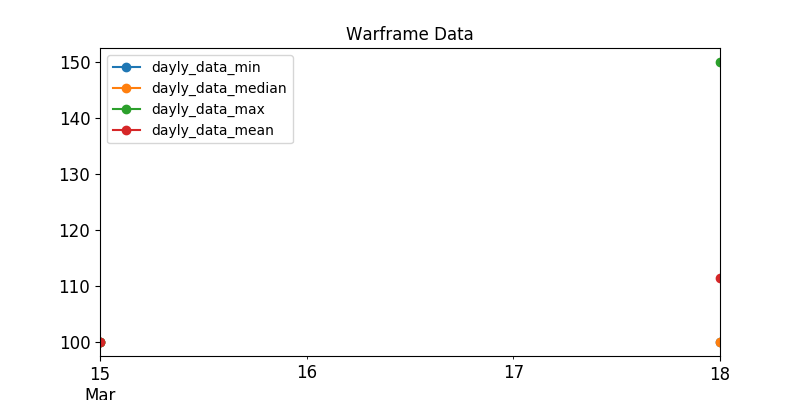 Warframe Data
dayly_data_min
dayly_data_median
dayly_data_max
dayly_data_mean
150
140
130
120
110
100
15
16
17
18
Mar